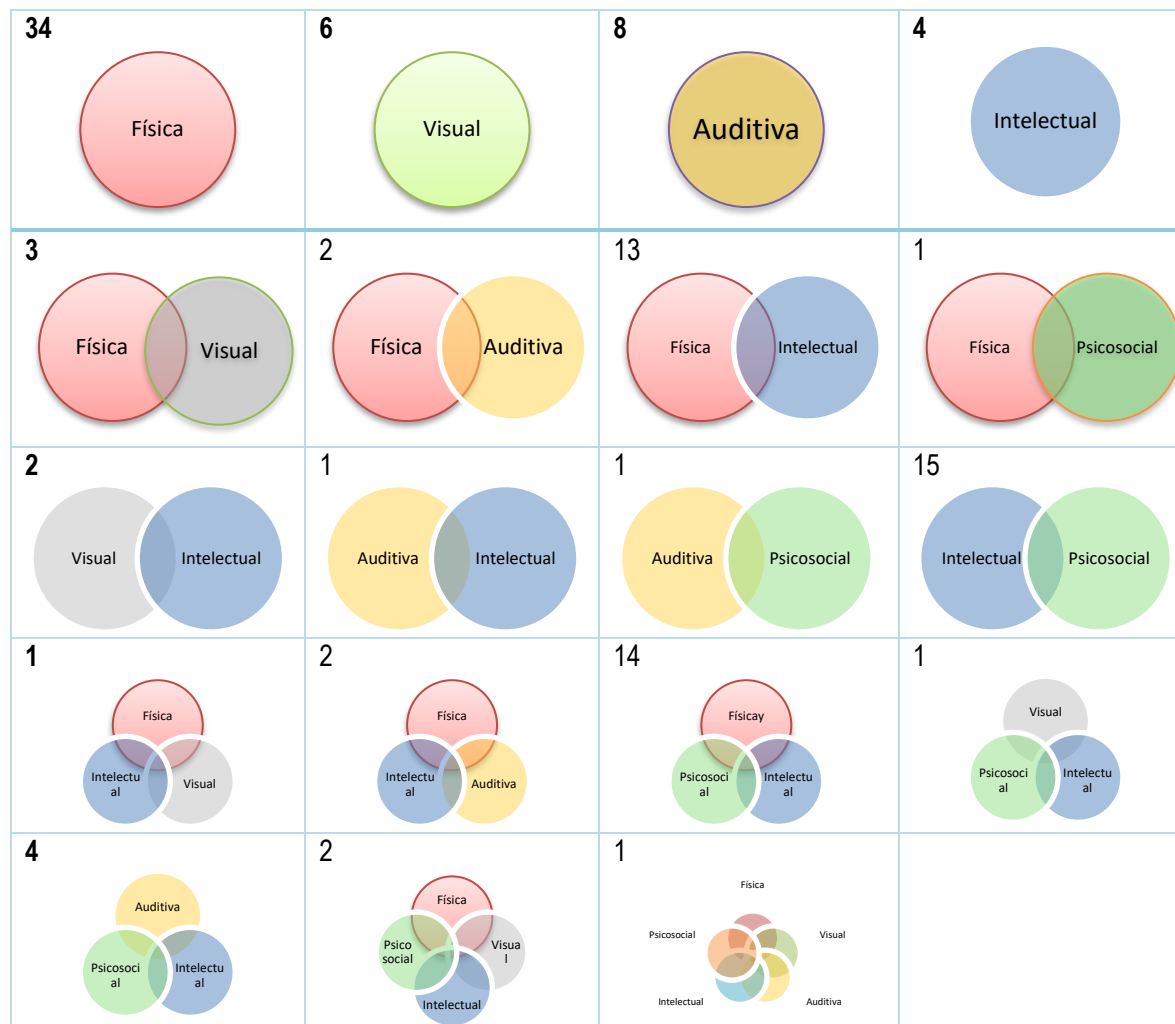 34
Física
6
Visual
8
Auditiva
4
Intelectual
3
Física
Visual
2
Física
Auditiva
13
Física
Intelectual
1
Física
Psicosocial
2
Visual
Intelectual
1
Auditiva
Intelectual
1
Auditiva
Psicosocial
15
Intelectual
Psicosocial
1
Física
Intelectu
al
Visual
2
Física
Intelectu
al
Auditiva
14
Físicay
Psicosoci
al
Intelectu
al
1
Visual
Psicosoci
al
Intelectu
al
4
Auditiva
Psicosoci
al
Intelectu
al
2
Física
Psico
social
Visua
l
Intelectual
1
Física
Psicosocial
Visual
Intelectual
Auditiva